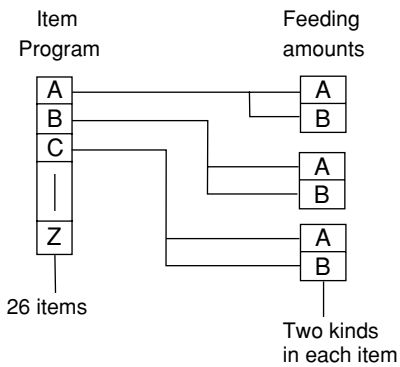 Item
Program
A
B
C
Z
26 items
Feeding
amounts
A
B
A
B
A
B
Two kinds
in each item